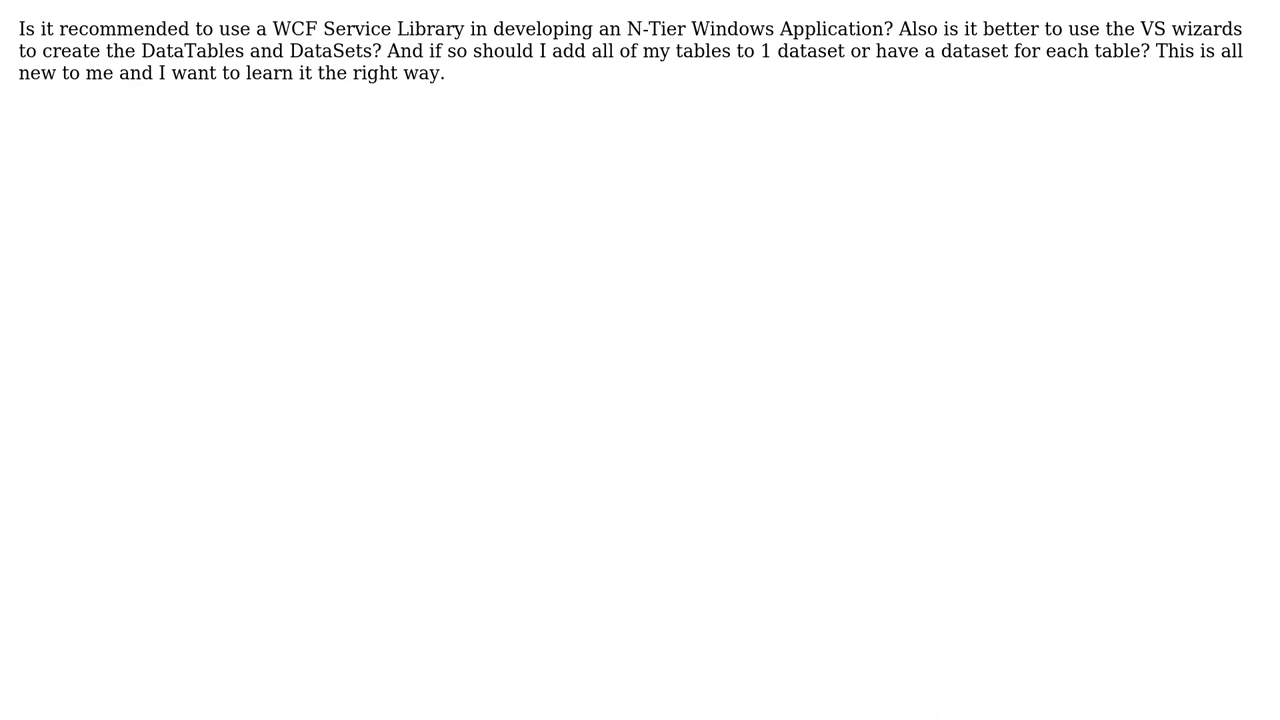 Is it recommended to use a WCF Service Library in developing an N-Tier Windows Application? Also is it better to use the VS wizards
to create the DataTables and DataSets? And if so should I add all of my tables to 1 dataset or have a dataset for each table? This is all
new to me and I want to learn it the right way.